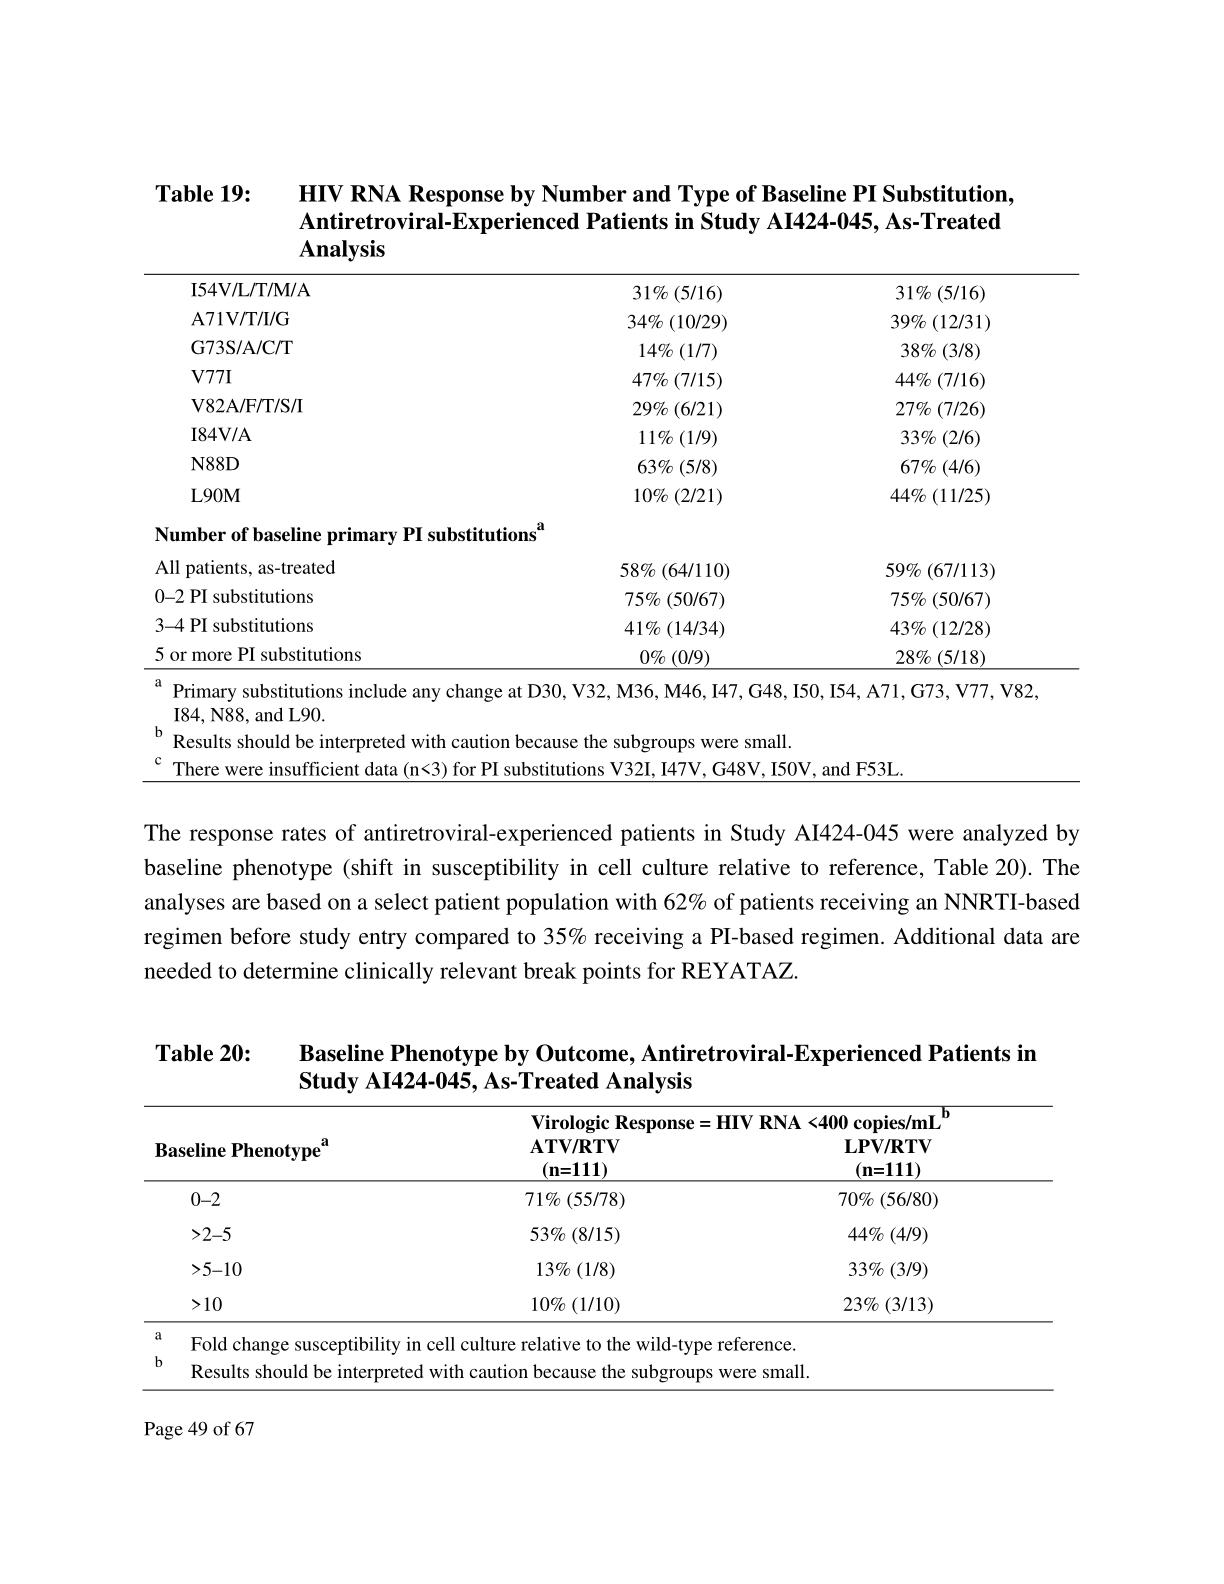 Table 19: HIV RNA Response by Number and Type of Baseline PI Substitution,
Antiretroviral-Experienced Patients in Study AI424-045, As-Treated
Analysis
I54V/L/T/M/A 31% (5/16) 31% (5/16)
A71V/T/I/G 34% (10/29) 39% (12/31)
G73S/A/C/T 14% (1/7) 38% (3/8)
V77I 47% (7/15) 44% (7/16)
V82A/F/T/S/I 29% (6/21) 27% (7/26)
I84V/A 11% (1/9) 33% (2/6)
N88D 63% (5/8) 67% (4/6)
L90M 10% (2/21) 44% (11/25)
Number of baseline primary PI substitutionsa
All patients, as-treated 58% (64/110) 59% (67/113)
0–2 PI substitutions 75% (50/67) 75% (50/67)
3–4 PI substitutions 41% (14/34) 43% (12/28)
5 or more PI substitutions 0% (0/9) 28% (5/18)
a Primary substitutions include any change at D30, V32, M36, M46, I47, G48, I50, I54, A71, G73, V77, V82,
I84, N88, and L90.
b Results should be interpreted with caution because the subgroups were small.
c There were insufficient data (n<3) for PI substitutions V32I, I47V, G48V, I50V, and F53L.
The response rates of antiretroviral-experienced patients in Study AI424-045 were analyzed by
baseline phenotype (shift in susceptibility in cell culture relative to reference, Table 20). The
analyses are based on a select patient population with 62% of patients receiving an NNRTI-based
regimen before study entry compared to 35% receiving a PI-based regimen. Additional data are
needed to determine clinically relevant break points for REYATAZ.
Table 20: Baseline Phenotype by Outcome, Antiretroviral-Experienced Patients in
Study AI424-045, As-Treated Analysis
Virologic Response = HIV RNA <400 copies/mLb
Baseline Phenotypea ATV/RTV LPV/RTV
(n=111) (n=111)
0–2 71% (55/78) 70% (56/80)
>2–5 53% (8/15) 44% (4/9)
>5–10 13% (1/8) 33% (3/9)
>10 10% (1/10) 23% (3/13)
a Fold change susceptibility in cell culture relative to the wild-type reference.
b Results should be interpreted with caution because the subgroups were small.
Page 49 of 67